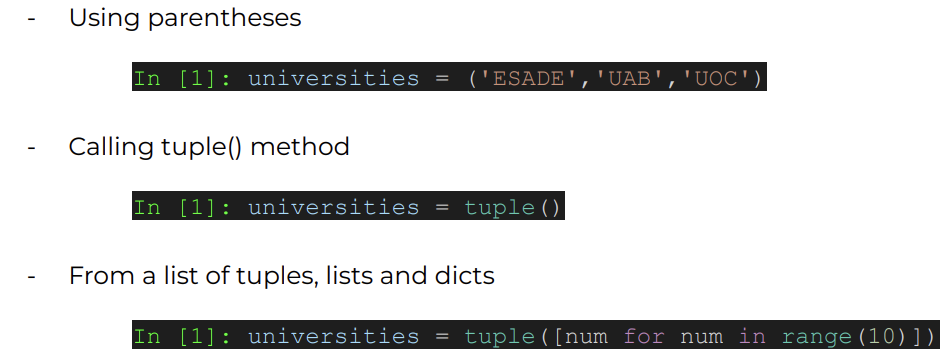 - Using parentheses
In [1]: universities = ('ESADE','UAB','UOC')
- Calling tuple() method
In [1]: universities = tuple()
- From a list of tuples, lists and dicts
In [1]: universities = tuple([num for num in range(10)])